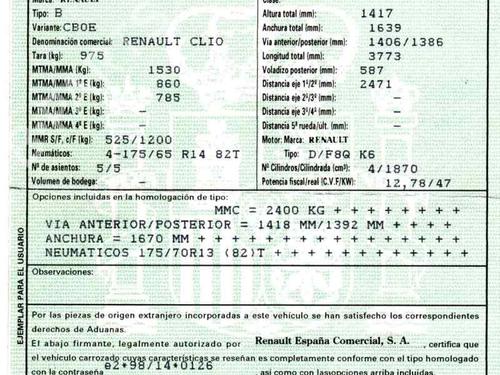 Marca: RENAULT
Tipo: B
Variante: CBOE
Denominación comercial: RENAULT CLIO
Tara (kg): 975
MTMA/MMA (Kg): 1530
MTMA/MMA 1º E (kg): 860
MTMA/MMA 2º E (kg): 785
MTMA/MMA 3º E (kg): —
MTMA/MMA 4º E (kg): —
MMR S/F, c/F (kg): 525/1200
Neumáticos: 4-175/65 R14 82T
Nº de asientos: 5/5
Volumen de bodega: —
Clase:
Altura total (mm): 1417
Anchura total (mm): 1639
Via anterior/posterior (mm): 1406/1386
Longitud total (mm): 3773
Voladizo posterior (mm): 587
Distancia eje 1º/2º (mm): 2471
Distancia eje 2º/3º (mm): —
Distancia eje 3º/4º (mm): —
Distancia 5ª rueda/ult. (mm): —
Motor: Marca: RENAULT
Tipo: D/F8Q K6
Nº Cilindros/Cilindrada (cm³): 4/1870
Potencia fiscal/real (C.V.F/KW): 12,78/47
Opciones incluidas en la homologación de tipo:
MMC = 2400 KG + + + + + + + +
VIA ANTERIOR/POSTERIOR = 1418 MM/1392 MM + + + +
ANCHURA = 1670 MM + + + + + + + + + + + + + + +
NEUMATICOS 175/70R13 (82)T + + + + + + + + + + +
Observaciones:
EJEMPLAR PARA EL USUARIO
Por las piezas de origen extranjero incorporadas a este vehículo se han satisfecho los correspondientes
derechos de Aduanas.
El abajo firmante, legalmente autorizado por Renault España Comercial, S. A. , certifica que
el vehículo carrozado cuyas características se reseñan es completamente conforme con el tipo homologado
con la contraseña e2*98/14*0126 , así como con las opciones arriba incluidas.